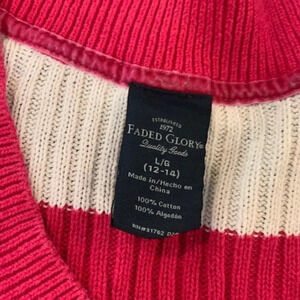 ESTABLISHED
1972
FADED GLORY®
Quality Goods
L/G
(12-14)
Made in/Hecho en
China
100% Cotton
100% Algodón